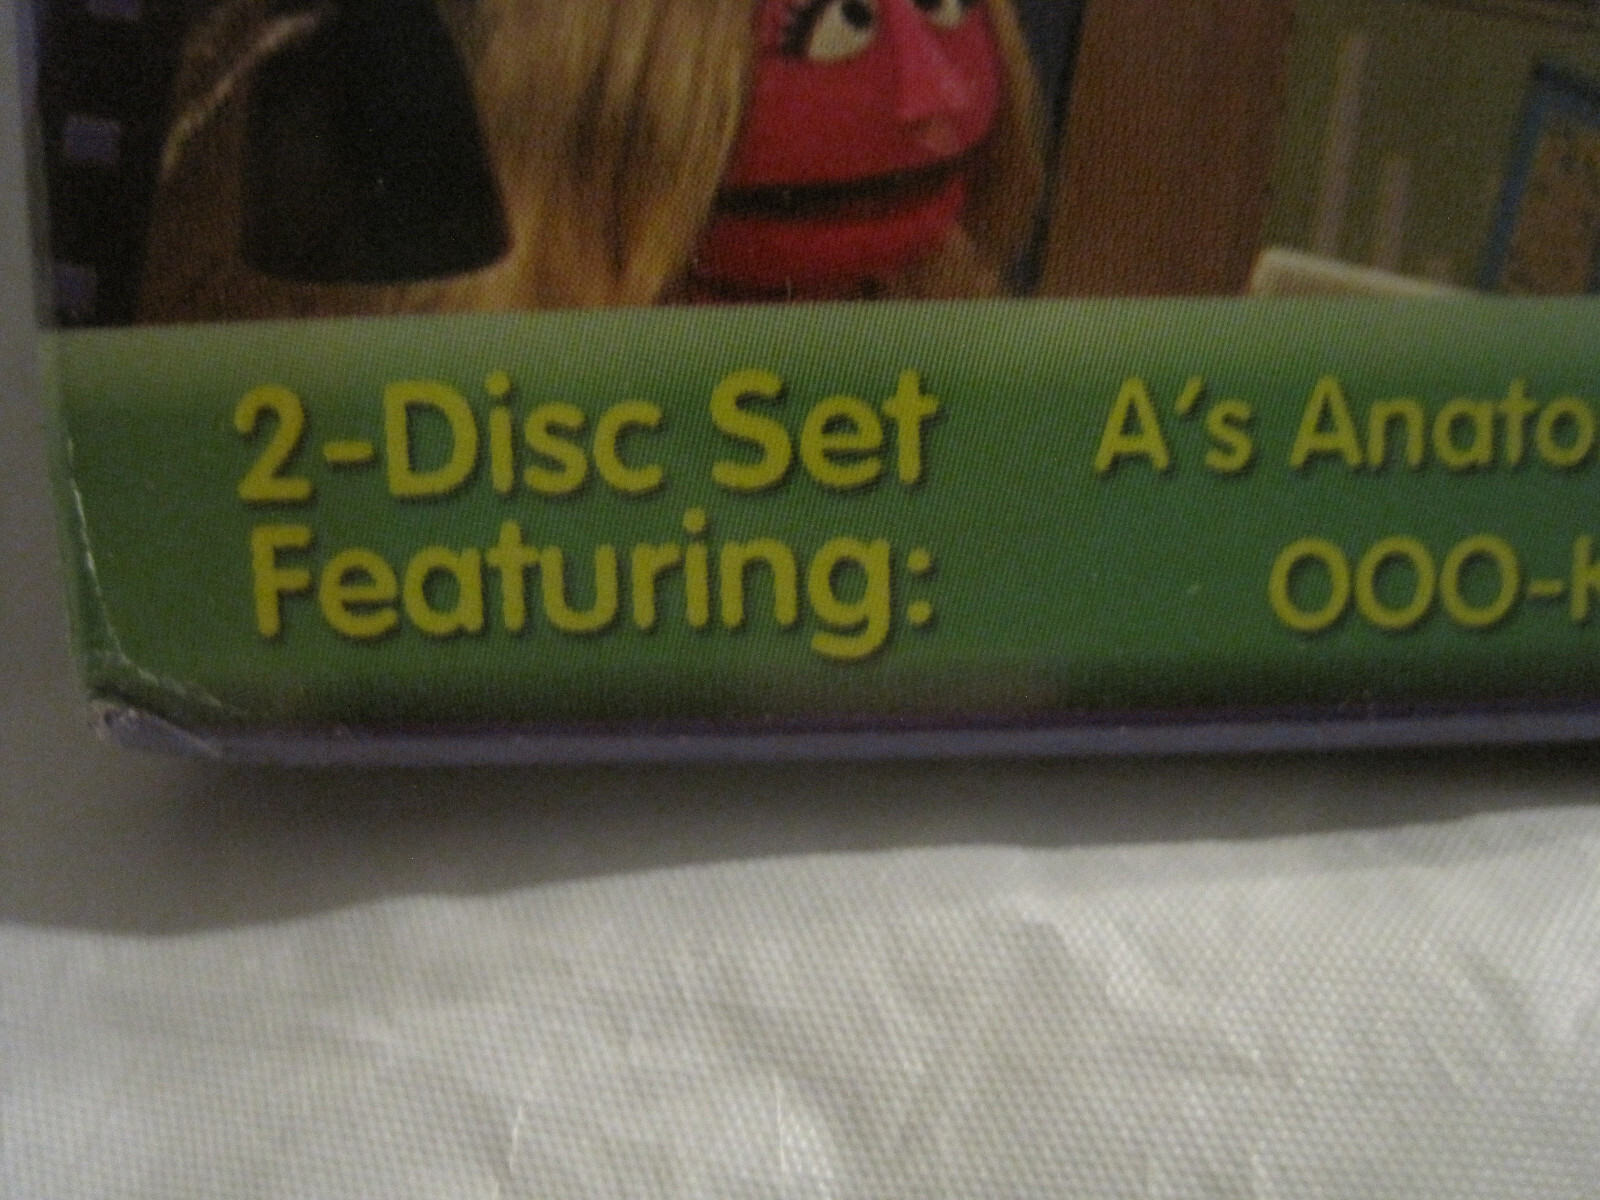 2-Disc Set
Featuring:
A's Anato
OOO-K